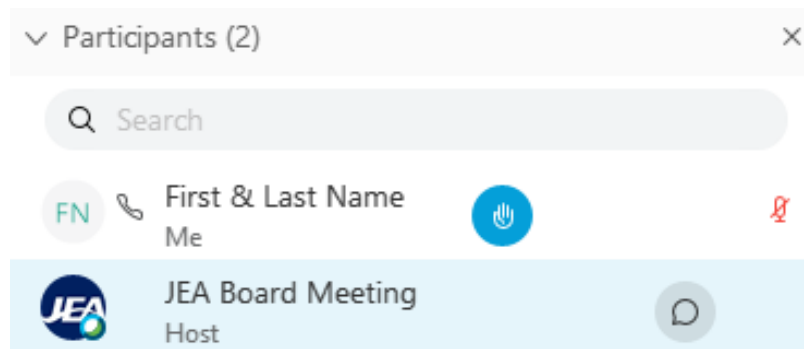 Participants (2)
Search
FN First & Last Name
Me
JEA JEA Board Meeting
Host